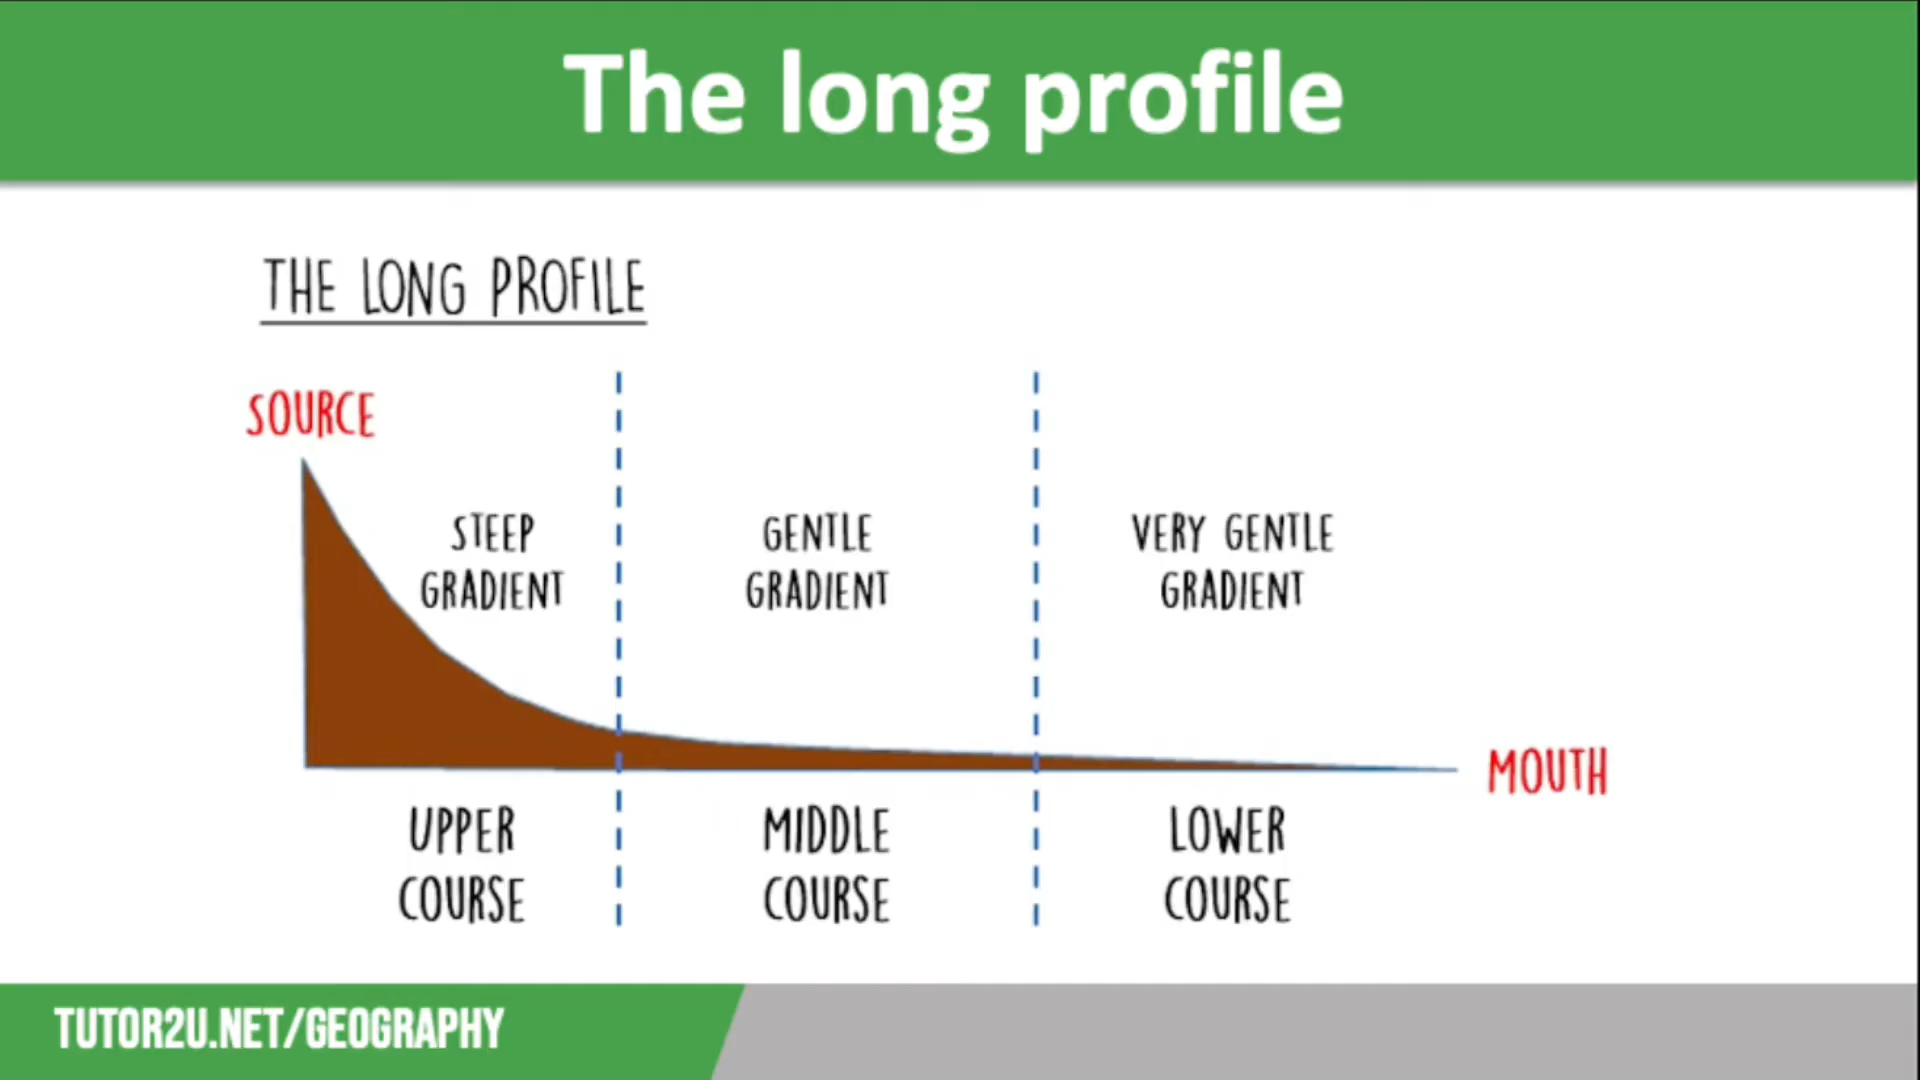 The long profile
THE LONG PROFILE
SOURCE
STEEP
GRADIENT
GENTLE
GRADIENT
VERY GENTLE
GRADIENT
MOUTH
UPPER
COURSE
MIDDLE
COURSE
LOWER
COURSE
TUTOR2U.NET/GEOGRAPHY